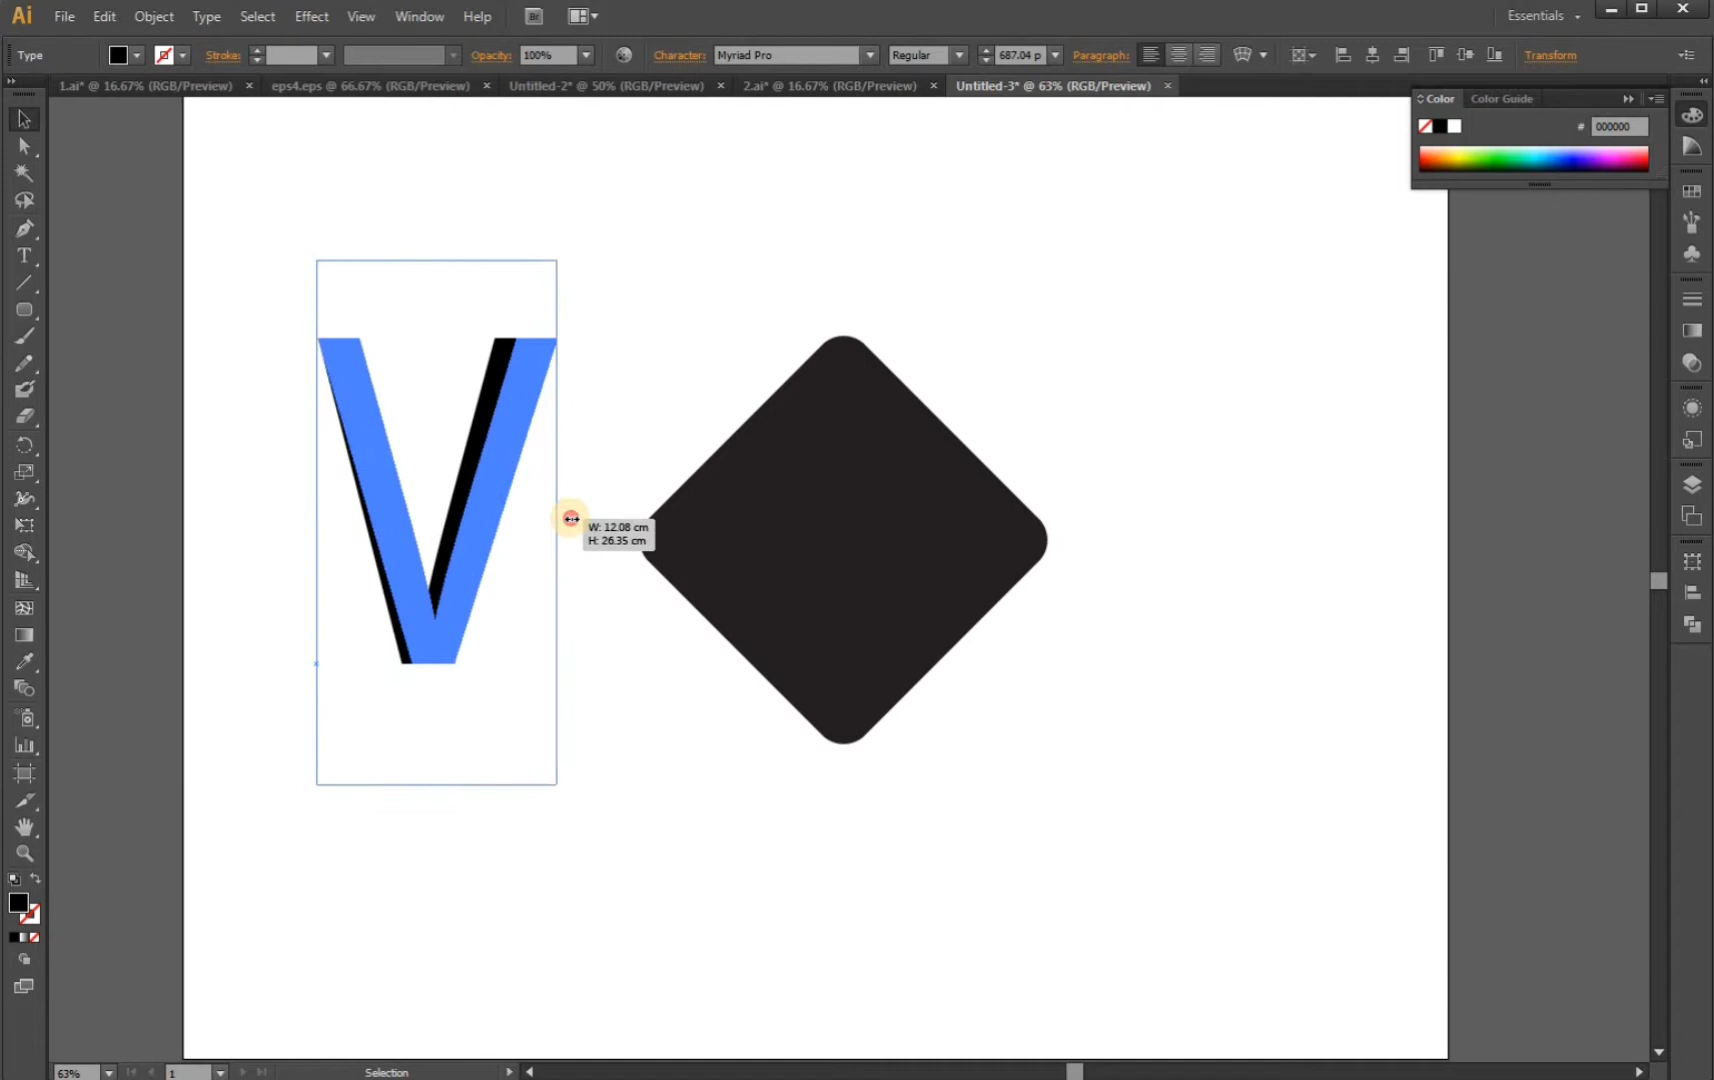 Ai File Edit Object Type Select Effect View Window Help Br Essentials
Type Stroke: Opacity: 100% Character: Myriad Pro Regular 687.04 p Paragraph: Transform
1.ai* @ 16.67% (RGB/Preview) × eps4.eps @ 66.67% (RGB/Preview) × Untitled-2* @ 50% (RGB/Preview) × 2.ai* @ 16.67% (RGB/Preview) × Untitled-3* @ 63% (RGB/Preview) ×
Color Color Guide
# 000000
V
W: 12.08 cm
H: 26.35 cm
63% 1 Selection